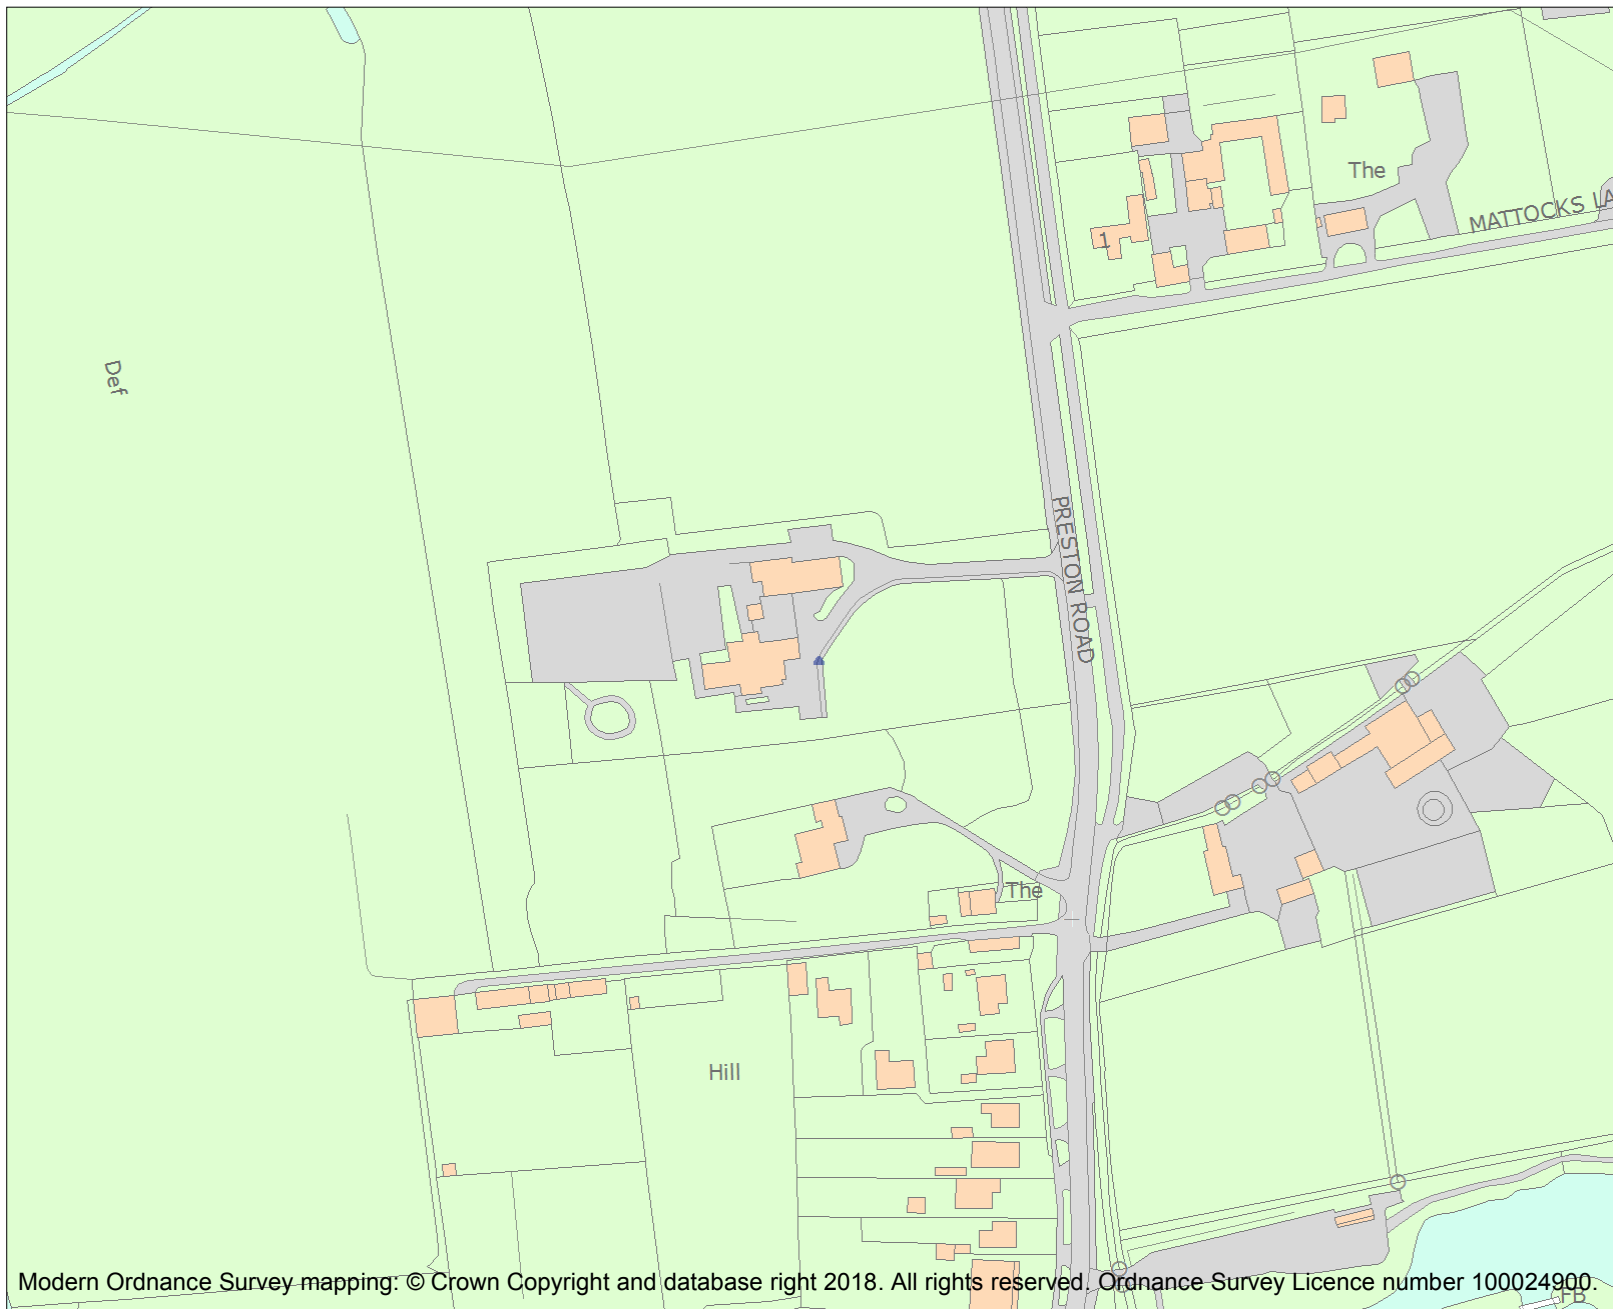 The
MATTOCKS LA
1
Def
PRESTON ROAD
The
Hill
Modern Ordnance Survey mapping: © Crown Copyright and database right 2018. All rights reserved. Ordnance Survey Licence number 100024900.
FB